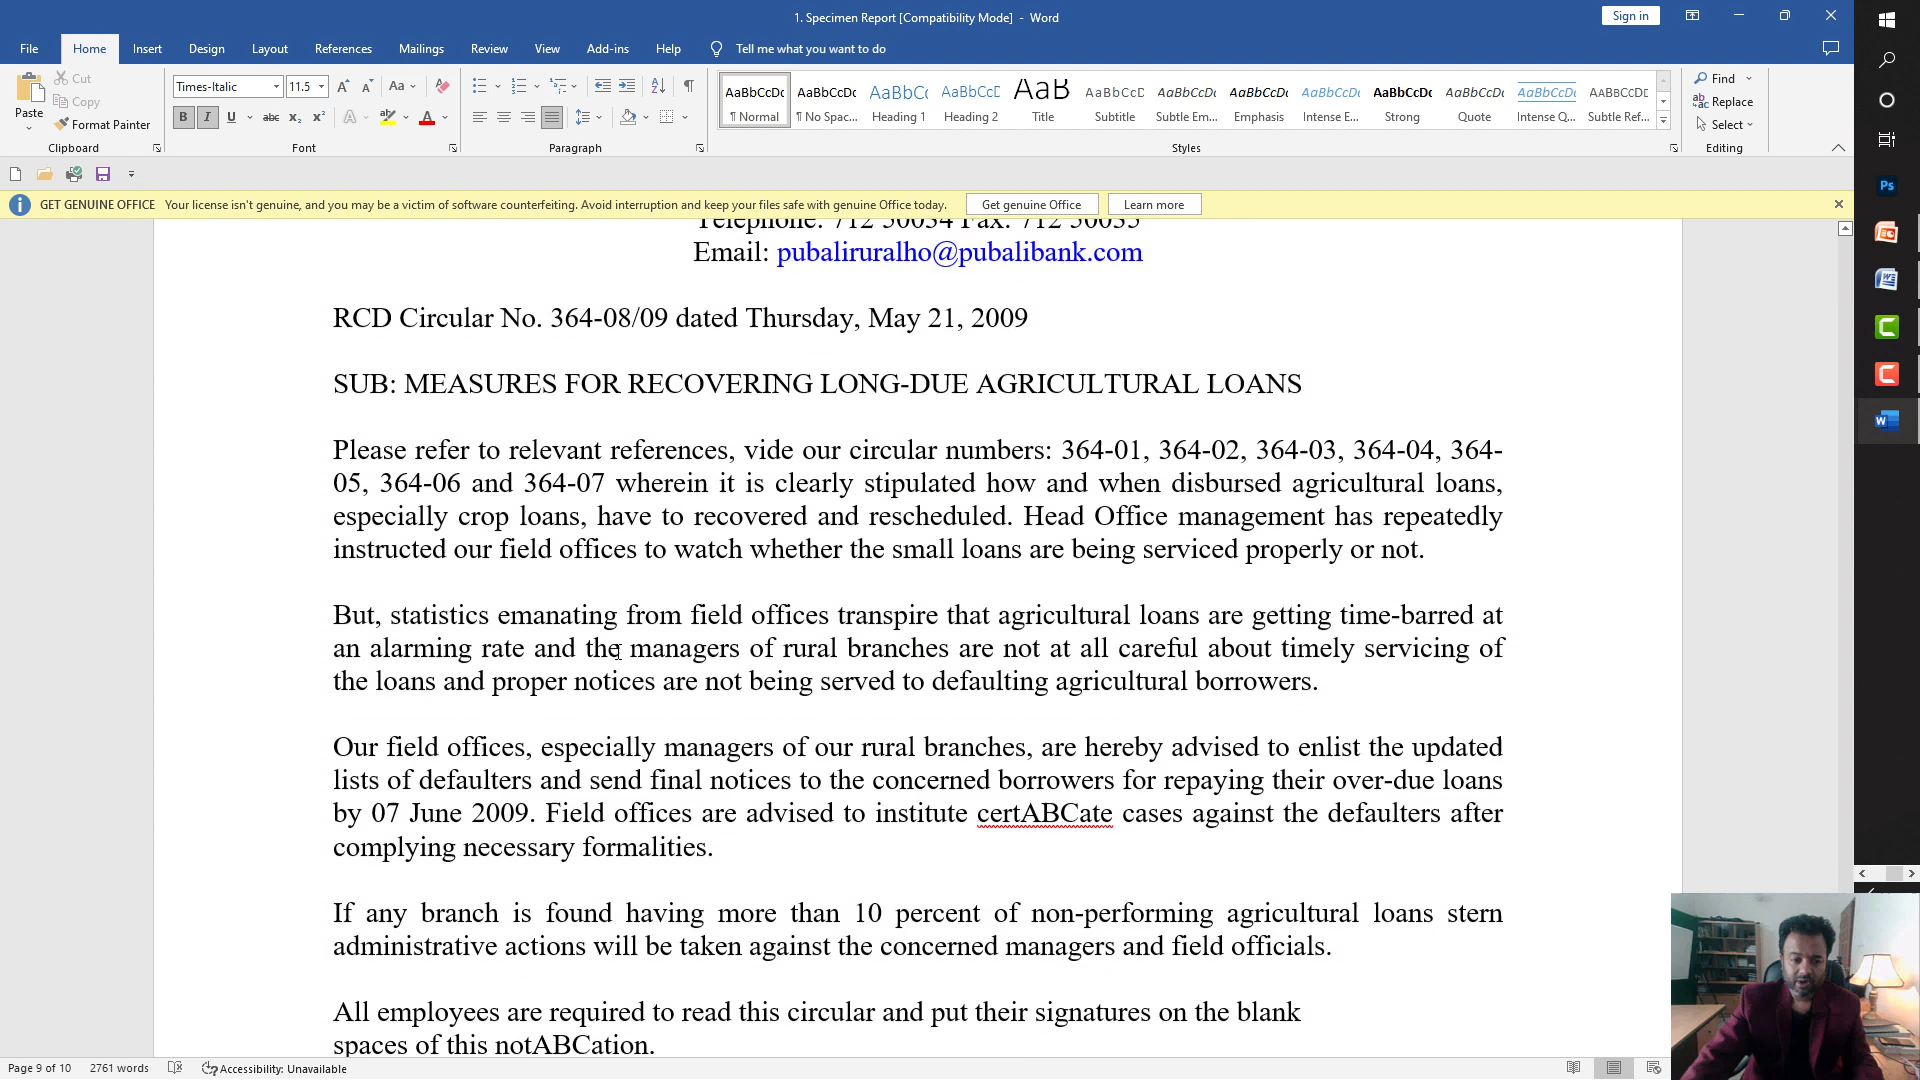 1. Specimen Report [Compatibility Mode] - Word
Sign in
File Home Insert Design Layout References Mailings Review View Add-ins Help Tell me what you want to do
Paste
Cut
Copy
Format Painter
Clipboard
Times-Italic 11.5
Font
Paragraph
AaBbCcDc AaBbCcDc AaBbC AaBbCcD AaB AaBbCcD AaBbCcDc AaBbCcDc AaBbCcDc AaBbCcDc AaBbCcDc AaBbCcDc AABBCCDE
¶ Normal ¶ No Spac... Heading 1 Heading 2 Title Subtitle Subtle Em... Emphasis Intense E... Strong Quote Intense Q... Subtle Ref...
Styles
Find
Replace
Select
Editing
GET GENUINE OFFICE Your license isn't genuine, and you may be a victim of software counterfeiting. Avoid interruption and keep your files safe with genuine Office today. Get genuine Office Learn more
Telephone: 712 50034 Fax: 712 50035
Email: pubaliruralho@pubalibank.com
RCD Circular No. 364-08/09 dated Thursday, May 21, 2009
SUB: MEASURES FOR RECOVERING LONG-DUE AGRICULTURAL LOANS
Please refer to relevant references, vide our circular numbers: 364-01, 364-02, 364-03, 364-04, 364-
05, 364-06 and 364-07 wherein it is clearly stipulated how and when disbursed agricultural loans,
especially crop loans, have to recovered and rescheduled. Head Office management has repeatedly
instructed our field offices to watch whether the small loans are being serviced properly or not.
But, statistics emanating from field offices transpire that agricultural loans are getting time-barred at
an alarming rate and the managers of rural branches are not at all careful about timely servicing of
the loans and proper notices are not being served to defaulting agricultural borrowers.
Our field offices, especially managers of our rural branches, are hereby advised to enlist the updated
lists of defaulters and send final notices to the concerned borrowers for repaying their over-due loans
by 07 June 2009. Field offices are advised to institute certABCate cases against the defaulters after
complying necessary formalities.
If any branch is found having more than 10 percent of non-performing agricultural loans stern
administrative actions will be taken against the concerned managers and field officials.
All employees are required to read this circular and put their signatures on the blank
spaces of this notABCation.
Page 9 of 10 2761 words Accessibility: Unavailable